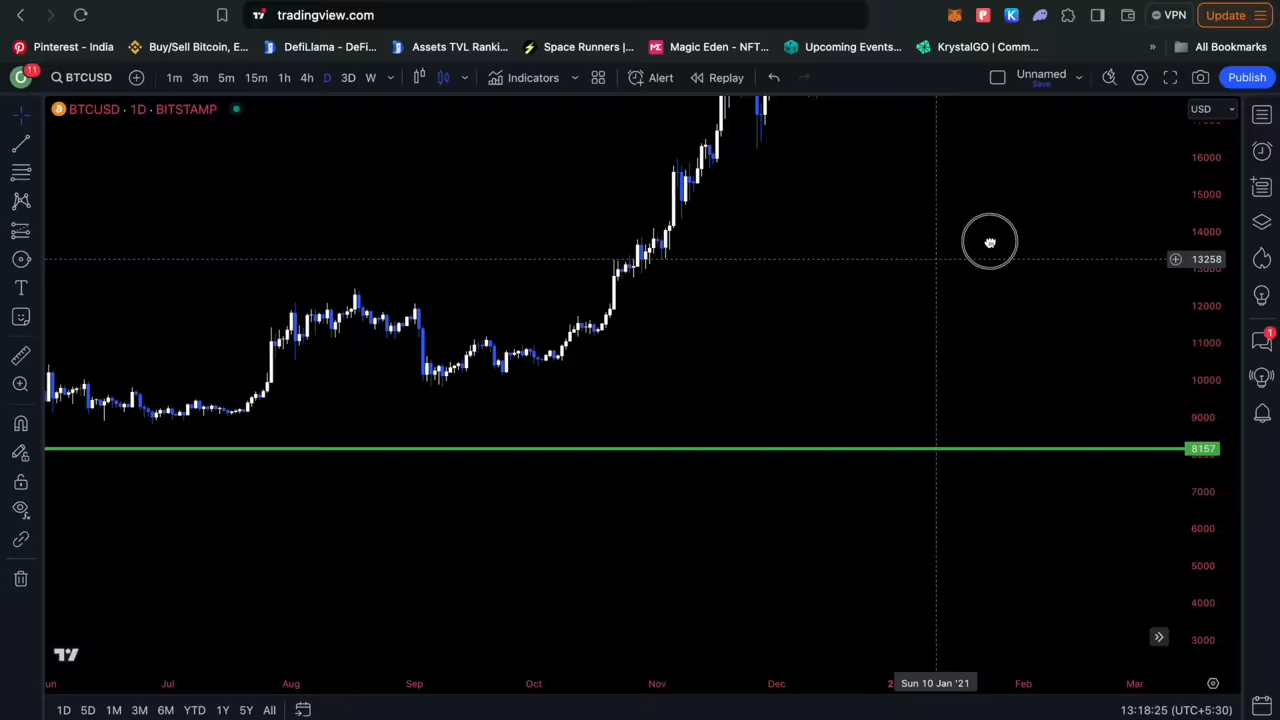 tradingview.com
VPN
Update
Pinterest - India
Buy/Sell Bitcoin, E...
DefiLlama - DeFi...
Assets TVL Ranki...
Space Runners |...
Magic Eden - NFT...
Upcoming Events...
KrystalGO | Comm...
»
All Bookmarks
11
BTCUSD
1m
3m
5m
15m
1h
4h
D
3D
W
Indicators
Alert
Replay
Unnamed
Save
Publish
BTCUSD · 1D · BITSTAMP
USD
16000
15000
14000
13258
12000
11000
10000
9000
8157
7000
6000
5000
4000
3000
1
Jul
Aug
Sep
Oct
Nov
Dec
Sun 10 Jan '21
Feb
Mar
1D
5D
1M
3M
6M
YTD
1Y
5Y
All
13:18:25 (UTC+5:30)